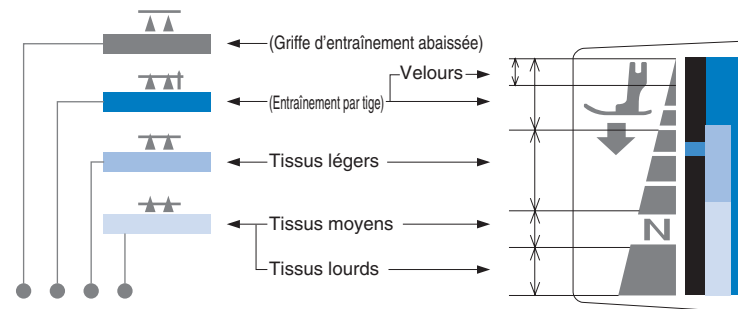 (Griffe d'entraînement abaissée)
Velours
(Entraînement par tige)
Tissus légers
Tissus moyens
N
Tissus lourds